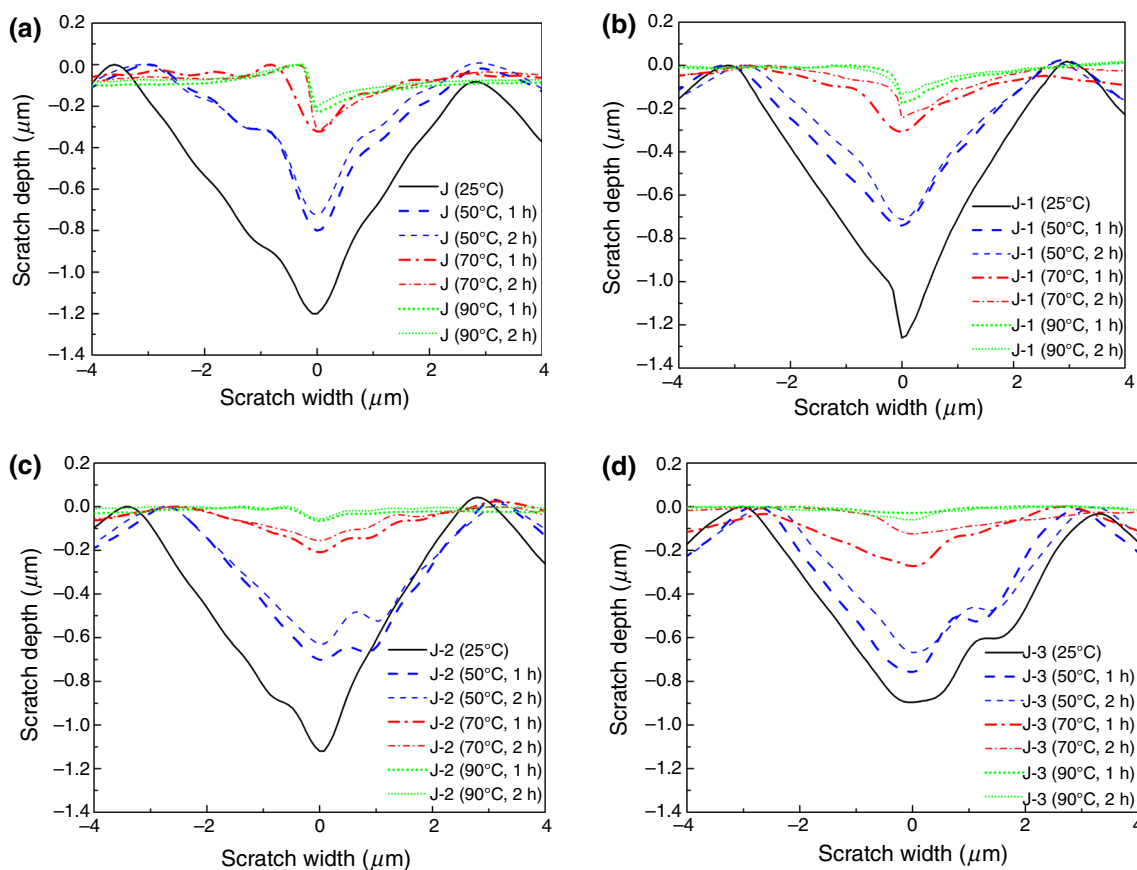 (a)
0.2
0.0
−0.2
−0.4
−0.6
−0.8
−1.0
−1.2
−1.4
Scratch depth (μm)
J (25°C)
J (50°C, 1 h)
J (50°C, 2 h)
J (70°C, 1 h)
J (70°C, 2 h)
J (90°C, 1 h)
J (90°C, 2 h)
−4 −2 0 2 4
Scratch width (μm)
(b)
0.2
0.0
−0.2
−0.4
−0.6
−0.8
−1.0
−1.2
−1.4
Scratch depth (μm)
J-1 (25°C)
J-1 (50°C, 1 h)
J-1 (50°C, 2 h)
J-1 (70°C, 1 h)
J-1 (70°C, 2 h)
J-1 (90°C, 1 h)
J-1 (90°C, 2 h)
−4 −2 0 2 4
Scratch width (μm)
(c)
0.2
0.0
−0.2
−0.4
−0.6
−0.8
−1.0
−1.2
−1.4
Scratch depth (μm)
J-2 (25°C)
J-2 (50°C, 1 h)
J-2 (50°C, 2 h)
J-2 (70°C, 1 h)
J-2 (70°C, 2 h)
J-2 (90°C, 1 h)
J-2 (90°C, 2 h)
−4 −2 0 2 4
Scratch width (μm)
(d)
0.2
0.0
−0.2
−0.4
−0.6
−0.8
−1.0
−1.2
−1.4
Scratch depth (μm)
J-3 (25°C)
J-3 (50°C, 1 h)
J-3 (50°C, 2 h)
J-3 (70°C, 1 h)
J-3 (70°C, 2 h)
J-3 (90°C, 1 h)
J-3 (90°C, 2 h)
−4 −2 0 2 4
Scratch width (μm)